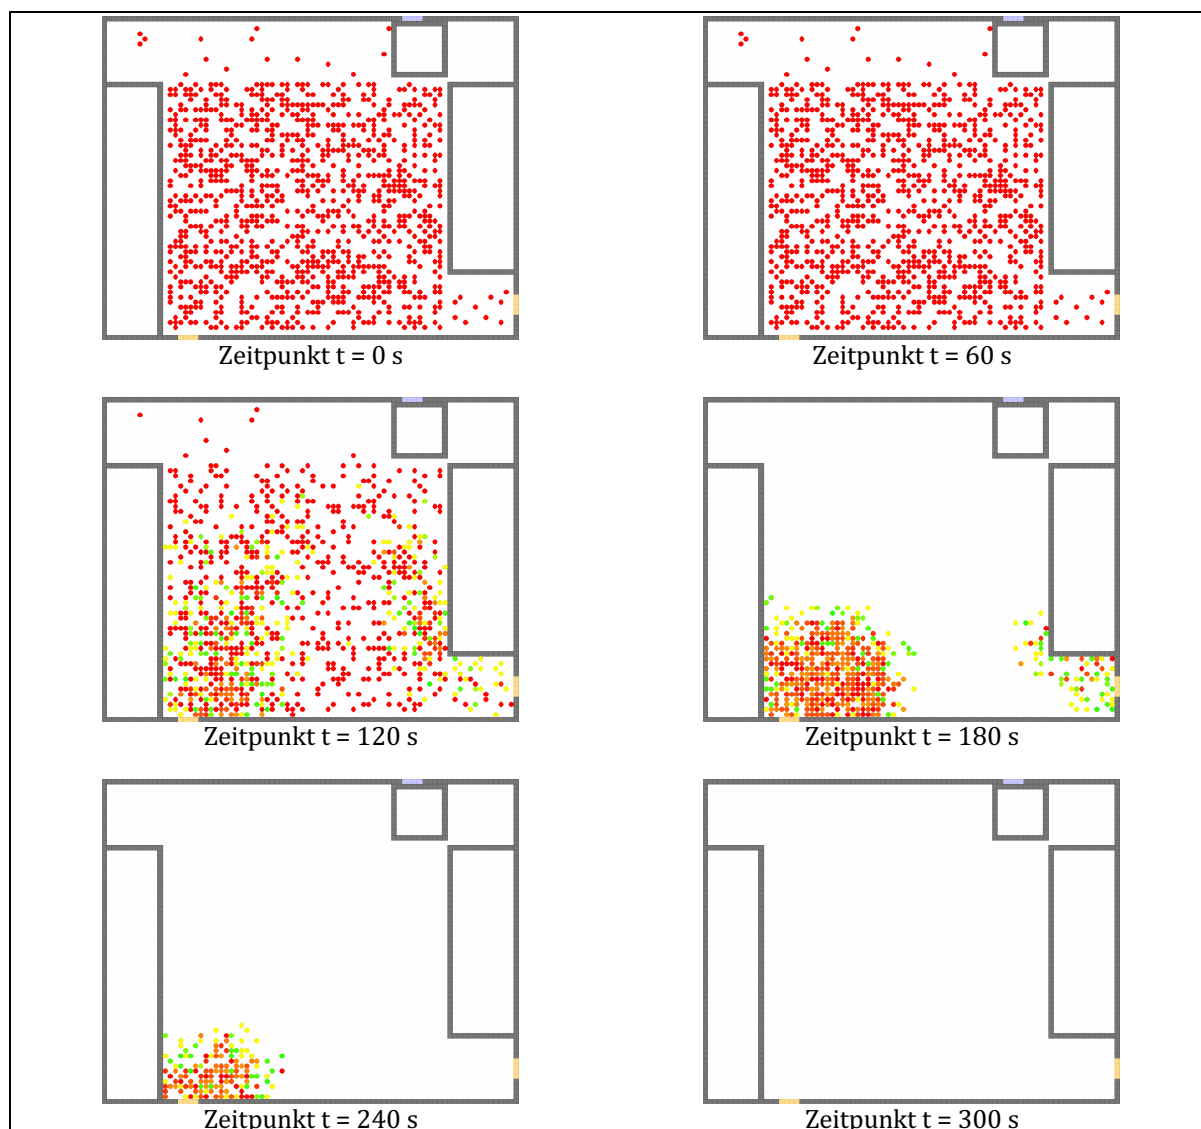 Zeitpunkt t = 0 s
Zeitpunkt t = 60 s
Zeitpunkt t = 120 s
Zeitpunkt t = 180 s
Zeitpunkt t = 240 s
Zeitpunkt t = 300 s